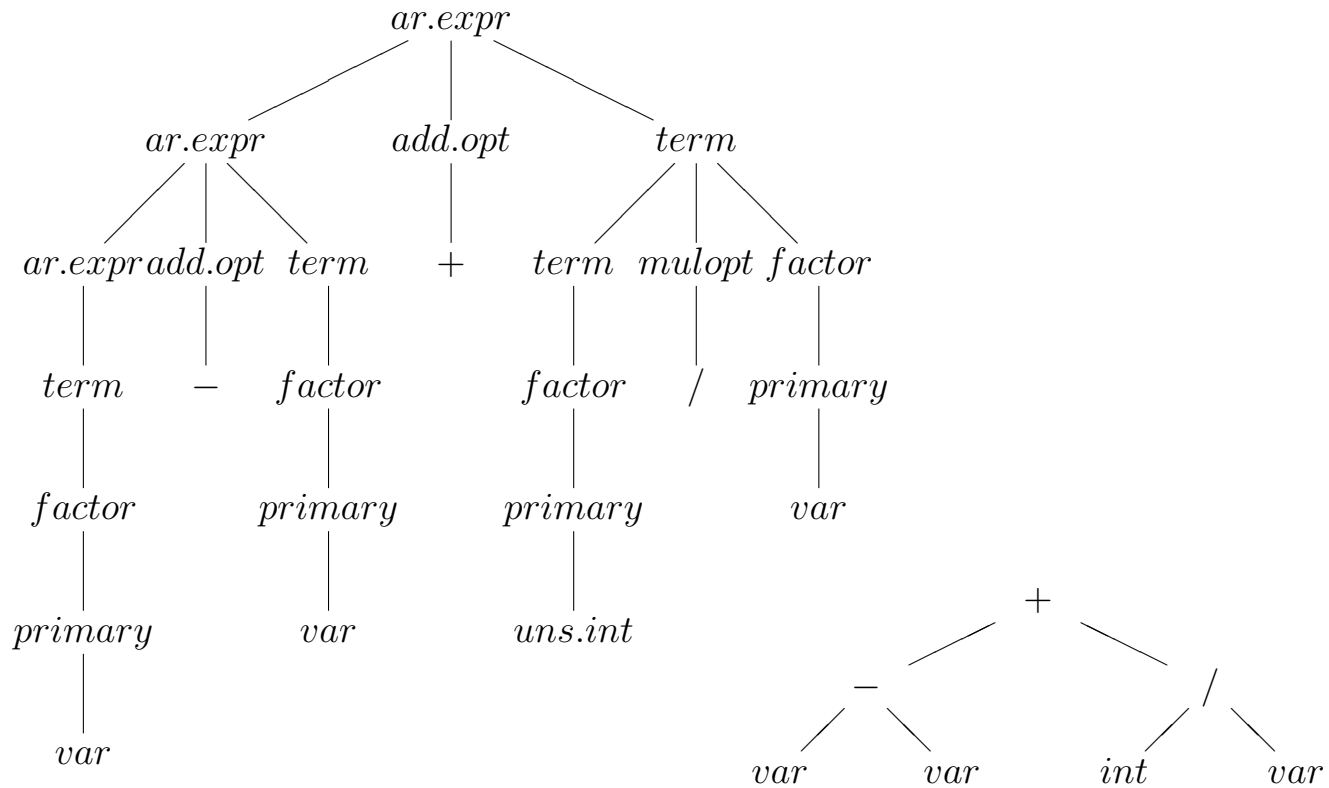 ar.expr
ar.expr add.opt term
ar.expr add.opt term + term mulopt factor
term − factor factor / primary
factor primary primary var
+
primary var uns.int
− /
var
var var int var